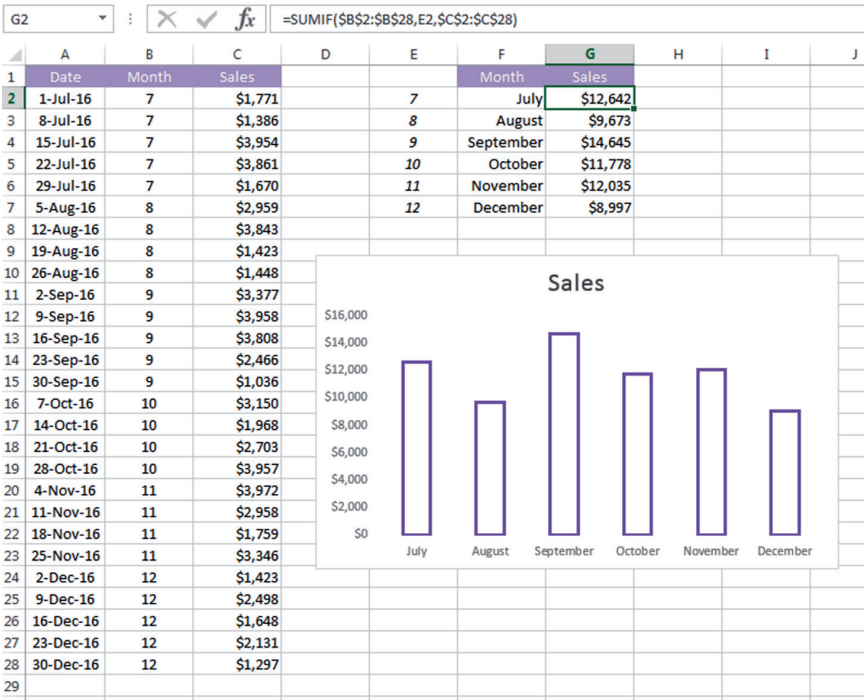 G2 fx =SUMIF($B$2:$B$28,E2,$C$2:$C$28)
A B C D E F G H I J
1 Date Month Sales Month Sales
2 1-Jul-16 7 $1,771 7 July $12,642
3 8-Jul-16 7 $1,386 8 August $9,673
4 15-Jul-16 7 $3,954 9 September $14,645
5 22-Jul-16 7 $3,861 10 October $11,778
6 29-Jul-16 7 $1,670 11 November $12,035
7 5-Aug-16 8 $2,959 12 December $8,997
8 12-Aug-16 8 $3,843
9 19-Aug-16 8 $1,423
10 26-Aug-16 8 $1,448
11 2-Sep-16 9 $3,377
12 9-Sep-16 9 $3,958
13 16-Sep-16 9 $3,808
14 23-Sep-16 9 $2,466
15 30-Sep-16 9 $1,036
16 7-Oct-16 10 $3,150
17 14-Oct-16 10 $1,968
18 21-Oct-16 10 $2,703
19 28-Oct-16 10 $3,957
20 4-Nov-16 11 $3,972
21 11-Nov-16 11 $2,958
22 18-Nov-16 11 $1,759
23 25-Nov-16 11 $3,346
24 2-Dec-16 12 $1,423
25 9-Dec-16 12 $2,498
26 16-Dec-16 12 $1,648
27 23-Dec-16 12 $2,131
28 30-Dec-16 12 $1,297
29
Sales
$16,000
$14,000
$12,000
$10,000
$8,000
$6,000
$4,000
$2,000
$0
July August September October November December